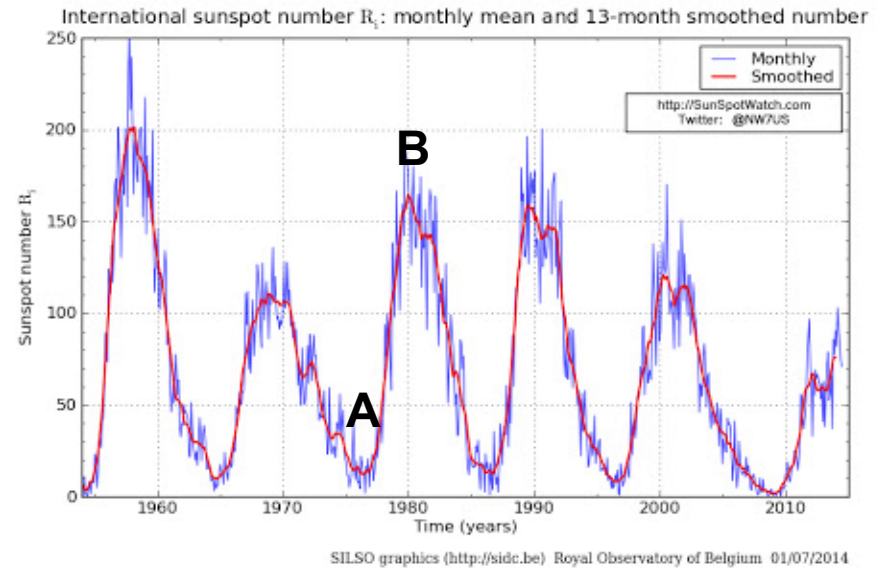 International sunspot number Ri: monthly mean and 13-month smoothed number
250
200
150
100
50
0
Sunspot number Ri
Monthly
Smoothed
http://SunSpotWatch.com
Twitter: @NW7US
B
A
1960 1970 1980 1990 2000 2010
Time (years)
SILSO graphics (http://sidc.be) Royal Observatory of Belgium 01/07/2014